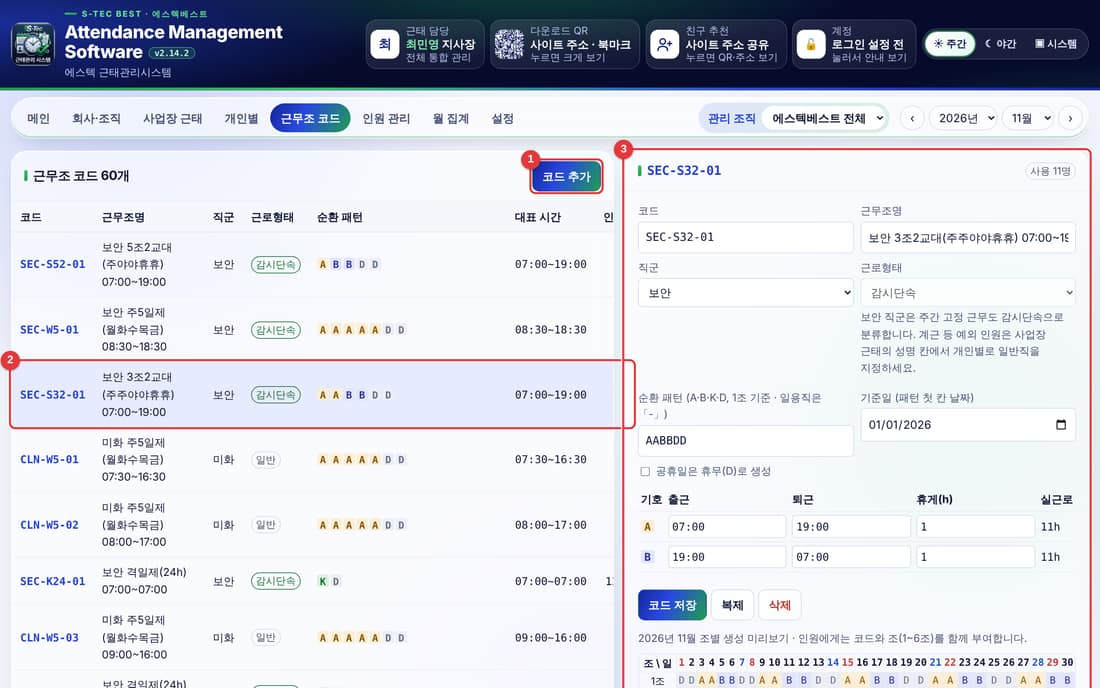 S-TEC BEST · 에스텍베스트
Attendance Management
Software v2.14.2
에스텍 근태관리시스템
최
근태 담당
최민영 지사장
전체 통합 관리
다운로드 QR
사이트 주소 · 북마크
누르면 크게 보기
친구 추천
사이트 주소 공유
누르면 QR·주소 보기
계정
로그인 설정 전
눌러서 안내 보기
주간
야간
시스템
메인
회사·조직
사업장 근태
개인별
근무조 코드
인원 관리
월 집계
설정
관리 조직
에스텍베스트 전체
‹
2026년
11월
›
근무조 코드 60개
1
코드 추가
코드 근무조명 직군 근로형태 순환 패턴 대표 시간 인
SEC-S52-01
보안 5조2교대
(주야야휴휴)
07:00~19:00
보안
감시단속
A B B D D
07:00~19:00
SEC-W5-01
보안 주5일제
(월화수목금)
08:30~18:30
보안
감시단속
A A A A A D D
08:30~18:30
2
SEC-S32-01
보안 3조2교대
(주주야야휴휴)
07:00~19:00
보안
감시단속
A A B B D D
07:00~19:00
CLN-W5-01
미화 주5일제
(월화수목금)
07:30~16:30
미화
일반
A A A A A D D
07:30~16:30
CLN-W5-02
미화 주5일제
(월화수목금)
08:00~17:00
미화
일반
A A A A A D D
08:00~17:00
SEC-K24-01
보안 격일제(24h)
07:00~07:00
보안
감시단속
K D
07:00~07:00
CLN-W5-03
미화 주5일제
(월화수목금)
09:00~16:00
미화
일반
A A A A A D D
09:00~16:00
보안 격일제(24h)
3
SEC-S32-01
사용 11명
코드
SEC-S32-01
근무조명
보안 3조2교대(주주야야휴휴) 07:00~19
직군
보안
근로형태
감시단속
보안 직군은 주간 고정 근무도 감시단속으로
분류합니다. 계근 등 예외 인원은 사업장
근태의 성명 칸에서 개인별로 일반직을
지정하세요.
순환 패턴 (A·B·K·D, 1조 기준 · 일용직은
「-」)
AABBDD
기준일 (패턴 첫 칸 날짜)
01/01/2026
공휴일은 휴무(D)로 생성
기호 출근 퇴근 휴게(h) 실근로
A 07:00 19:00 1 11h
B 19:00 07:00 1 11h
코드 저장
복제
삭제
2026년 11월 조별 생성 미리보기 · 인원에게는 코드와 조(1~6조)를 함께 부여합니다.
조 \ 일 1 2 3 4 5 6 7 8 9 10 11 12 13 14 15 16 17 18 19 20 21 22 23 24 25 26 27 28 29 30
1조 D D A A B B D D A A B B D D A A B B D D A A B B D D A A B B